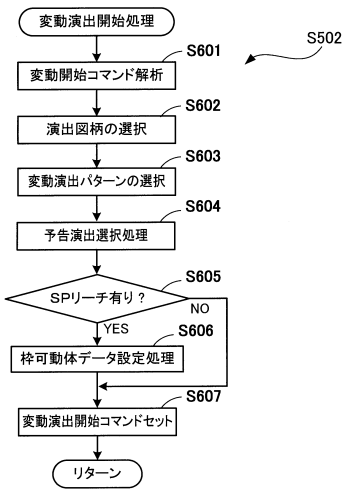 変動演出開始処理
S502
S601
変動開始コマンド解析
S602
演出図柄の選択
S603
変動演出パターンの選択
S604
予告演出選択処理
S605
SPリーチ有り?
NO
YES
S606
枠可動体データ設定処理
S607
変動演出開始コマンドセット
リターン